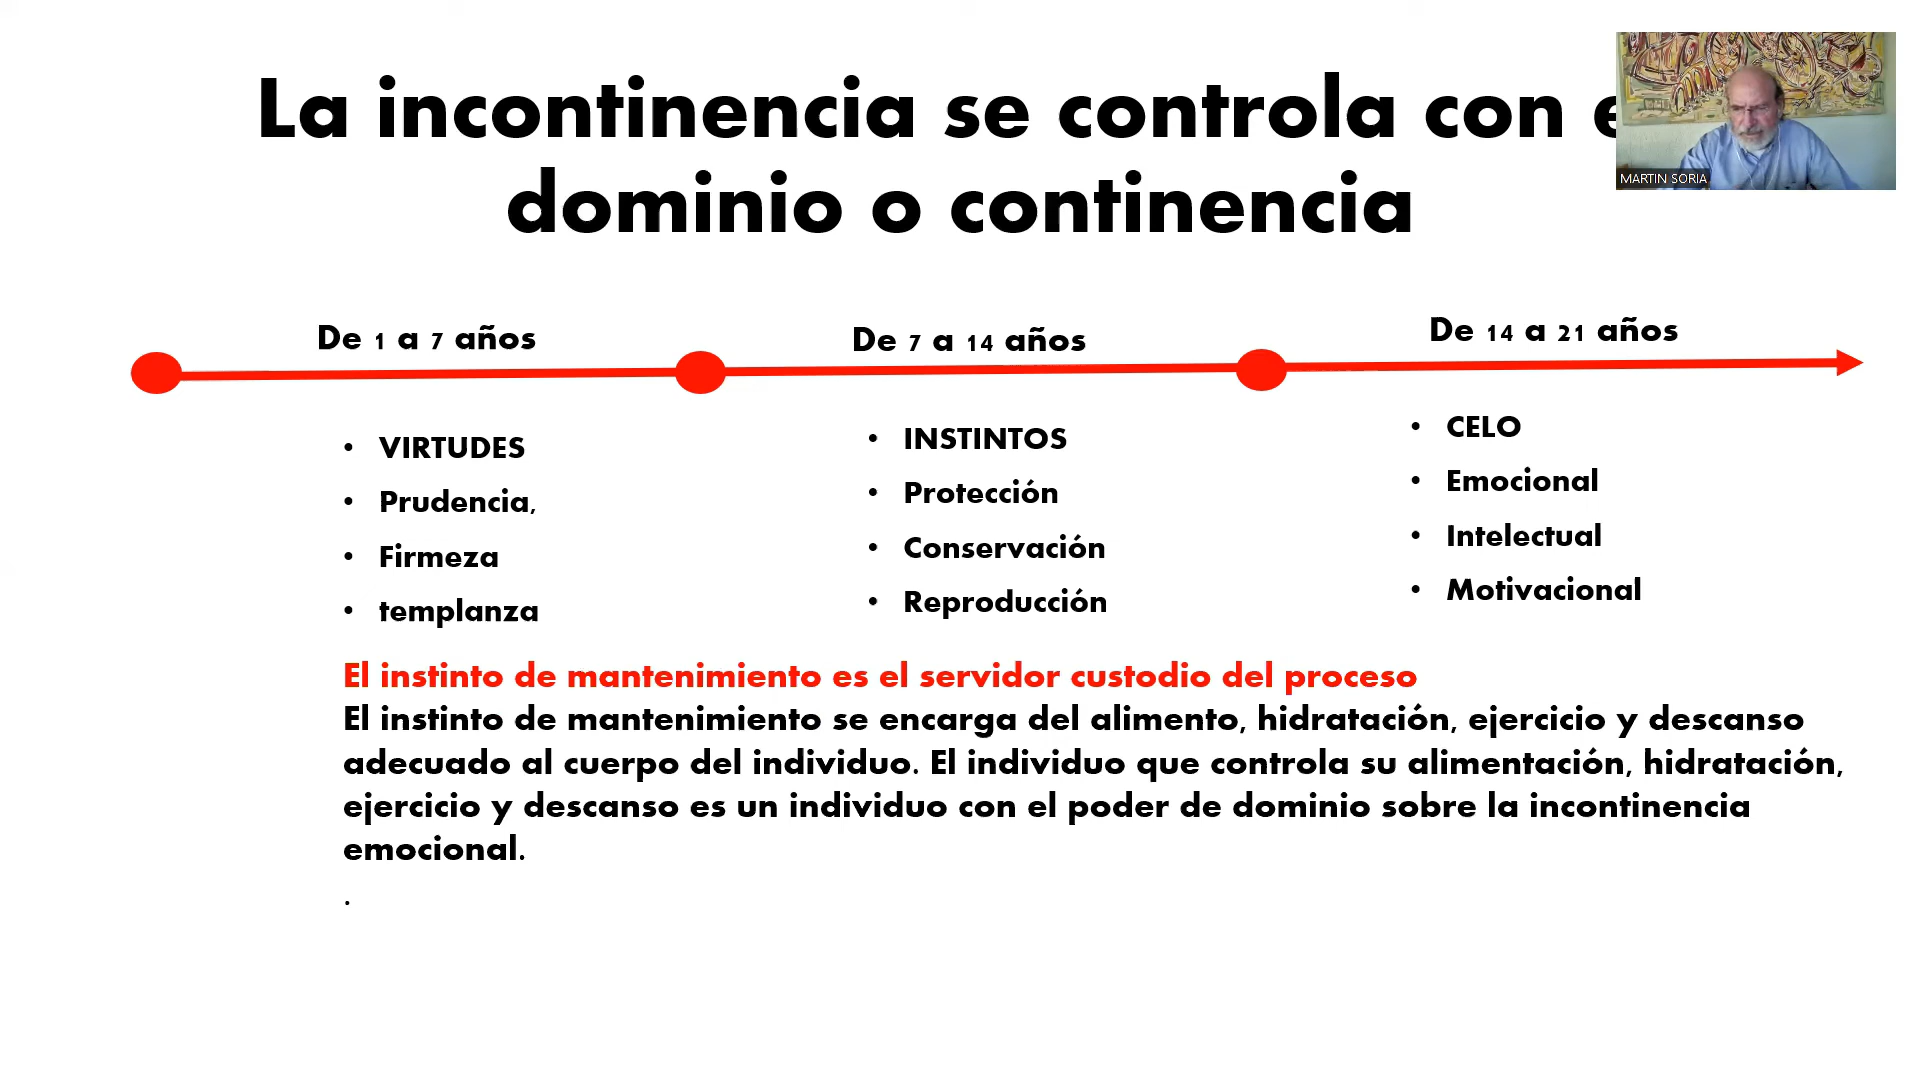 La incontinencia se controla con e
dominio o continencia
MARTIN SORIA
De 1 a 7 años
De 7 a 14 años
De 14 a 21 años
• VIRTUDES
• Prudencia,
• Firmeza
• templanza
• INSTINTOS
• Protección
• Conservación
• Reproducción
• CELO
• Emocional
• Intelectual
• Motivacional
El instinto de mantenimiento es el servidor custodio del proceso
El instinto de mantenimiento se encarga del alimento, hidratación, ejercicio y descanso
adecuado al cuerpo del individuo. El individuo que controla su alimentación, hidratación,
ejercicio y descanso es un individuo con el poder de dominio sobre la incontinencia
emocional.
.